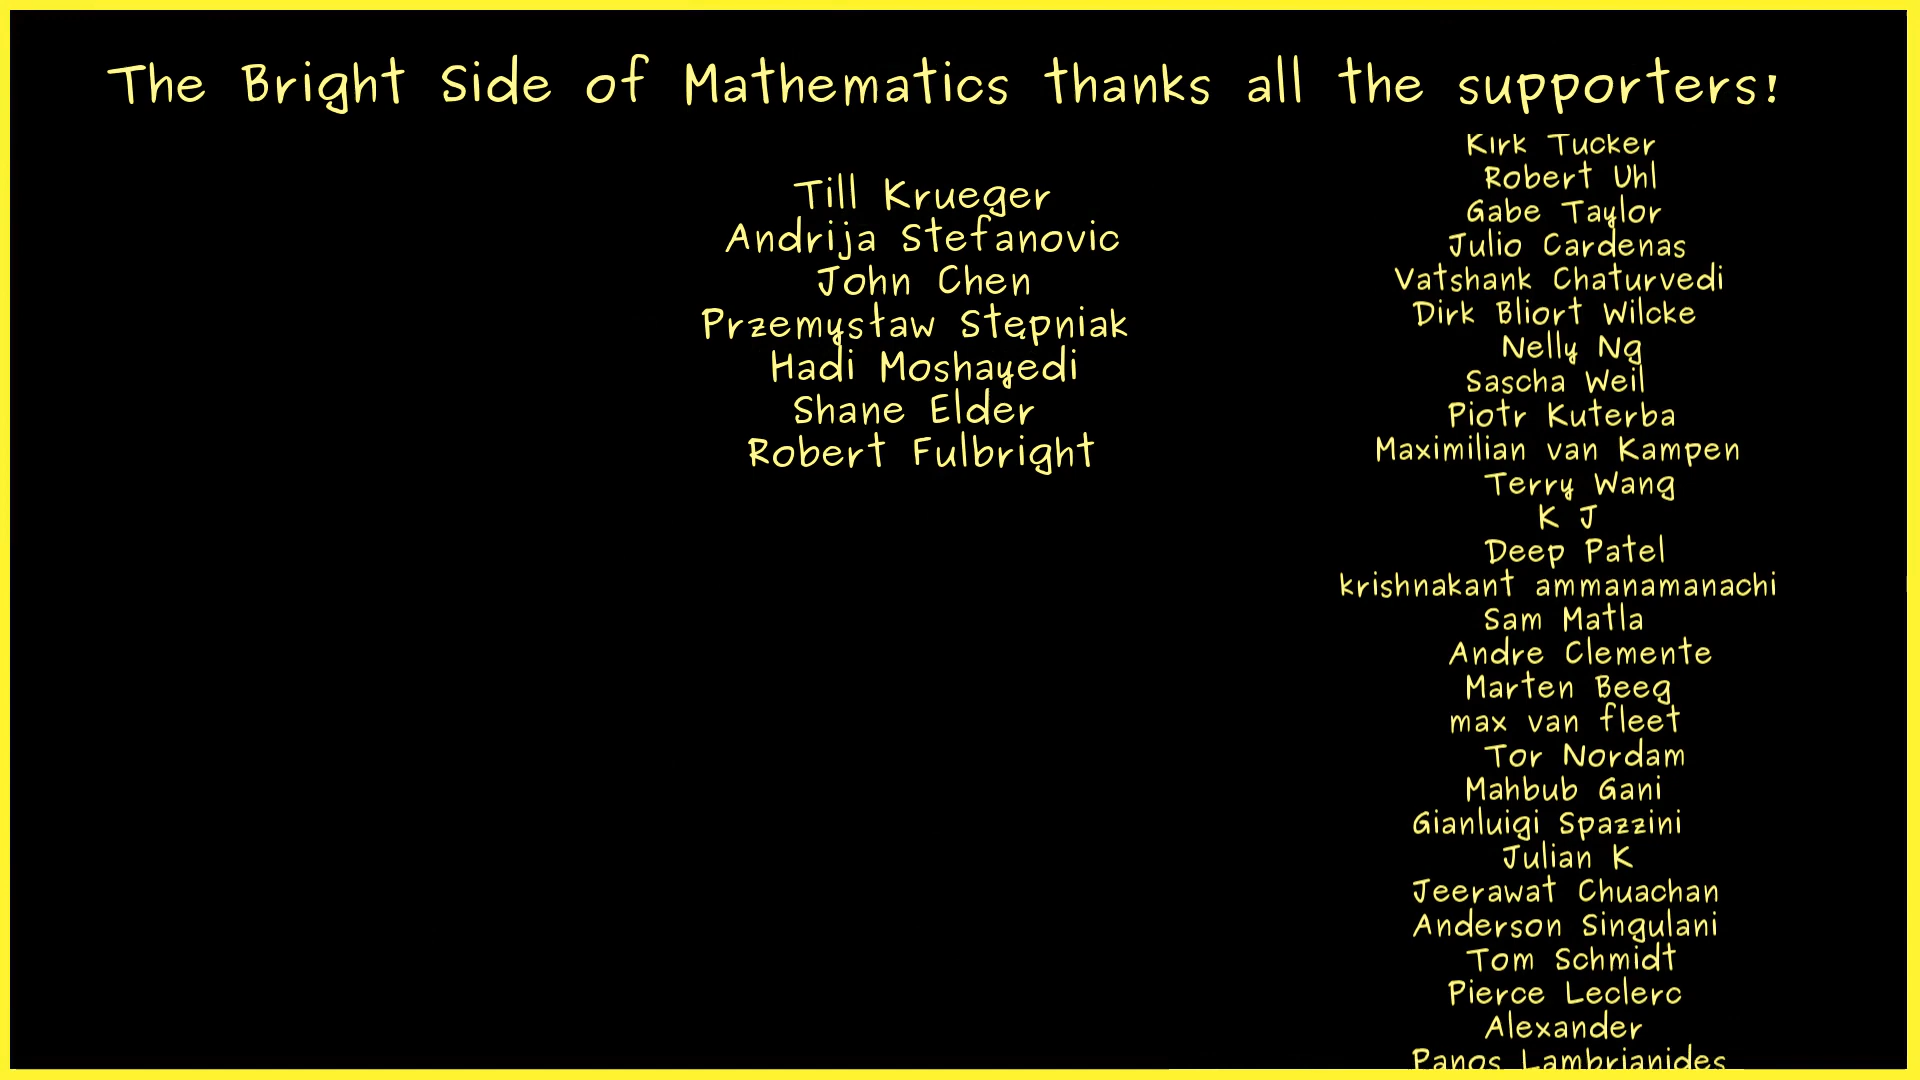 The Bright Side of Mathematics thanks all the supporters!
Till Krueger
Andrija Stefanovic
John Chen
Przemysław Stępniak
Hadi Moshayedi
Shane Elder
Robert Fulbright
Kirk Tucker
Robert Uhl
Gabe Taylor
Julio Cardenas
Vatshank Chaturvedi
Dirk Bliort Wilcke
Nelly Ng
Sascha Weil
Piotr Kuterba
Maximilian van Kampen
Terry Wang
K J
Deep Patel
krishnakant ammanamanachi
Sam Matla
Andre Clemente
Marten Beeg
max van fleet
Tor Nordam
Mahbub Gani
Gianluigi Spazzini
Julian K
Jeerawat Chuachan
Anderson Singulani
Tom Schmidt
Pierce Leclerc
Alexander
Panos Lambrianides